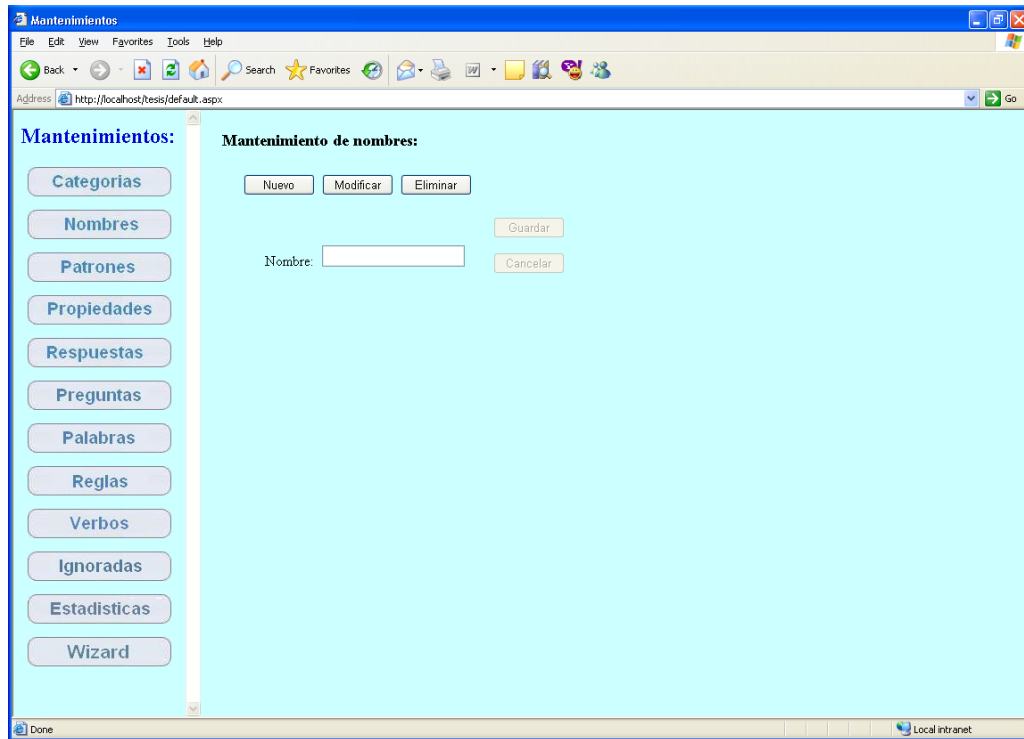 Mantenimientos
File Edit View Favorites Tools Help
Back Search Favorites
Address http://localhost/tesis/default.aspx Go
Mantenimientos:
Categorias
Nombres
Patrones
Propiedades
Respuestas
Preguntas
Palabras
Reglas
Verbos
Ignoradas
Estadisticas
Wizard
Mantenimiento de nombres:
Nuevo Modificar Eliminar
Guardar
Nombre:
Cancelar
Done Local intranet